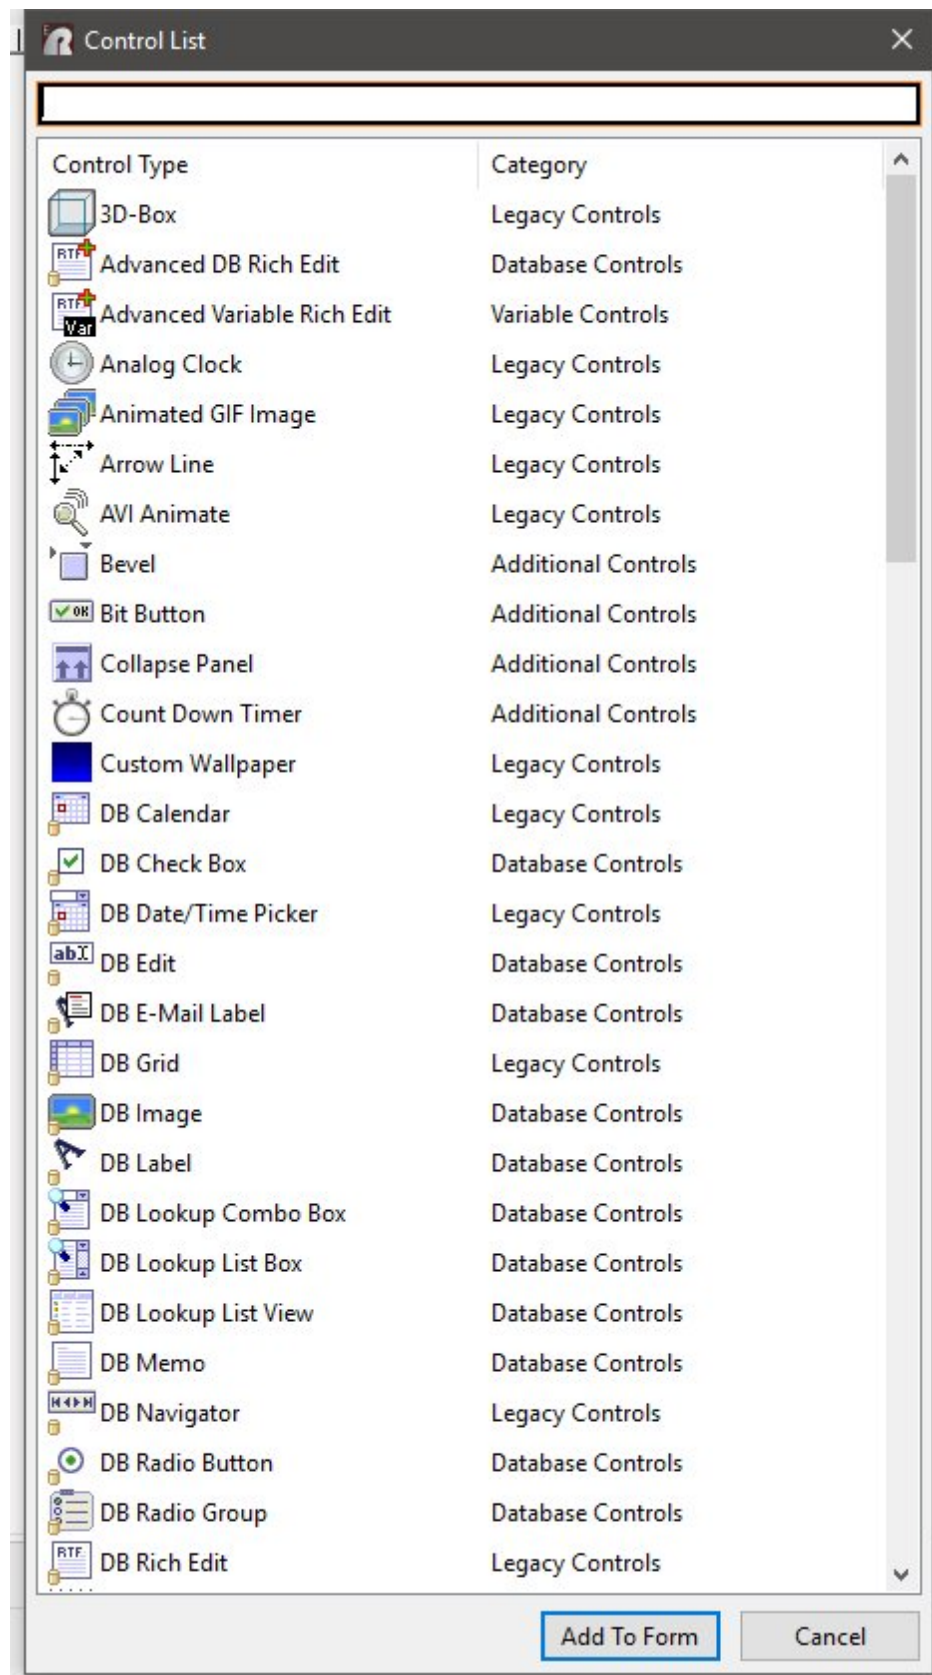 Control List
Control Type Category
3D-Box Legacy Controls
Advanced DB Rich Edit Database Controls
Advanced Variable Rich Edit Variable Controls
Analog Clock Legacy Controls
Animated GIF Image Legacy Controls
Arrow Line Legacy Controls
AVI Animate Legacy Controls
Bevel Additional Controls
Bit Button Additional Controls
Collapse Panel Additional Controls
Count Down Timer Additional Controls
Custom Wallpaper Legacy Controls
DB Calendar Legacy Controls
DB Check Box Database Controls
DB Date/Time Picker Legacy Controls
DB Edit Database Controls
DB E-Mail Label Database Controls
DB Grid Legacy Controls
DB Image Database Controls
DB Label Database Controls
DB Lookup Combo Box Database Controls
DB Lookup List Box Database Controls
DB Lookup List View Database Controls
DB Memo Database Controls
DB Navigator Legacy Controls
DB Radio Button Database Controls
DB Radio Group Database Controls
DB Rich Edit Legacy Controls
Add To Form Cancel